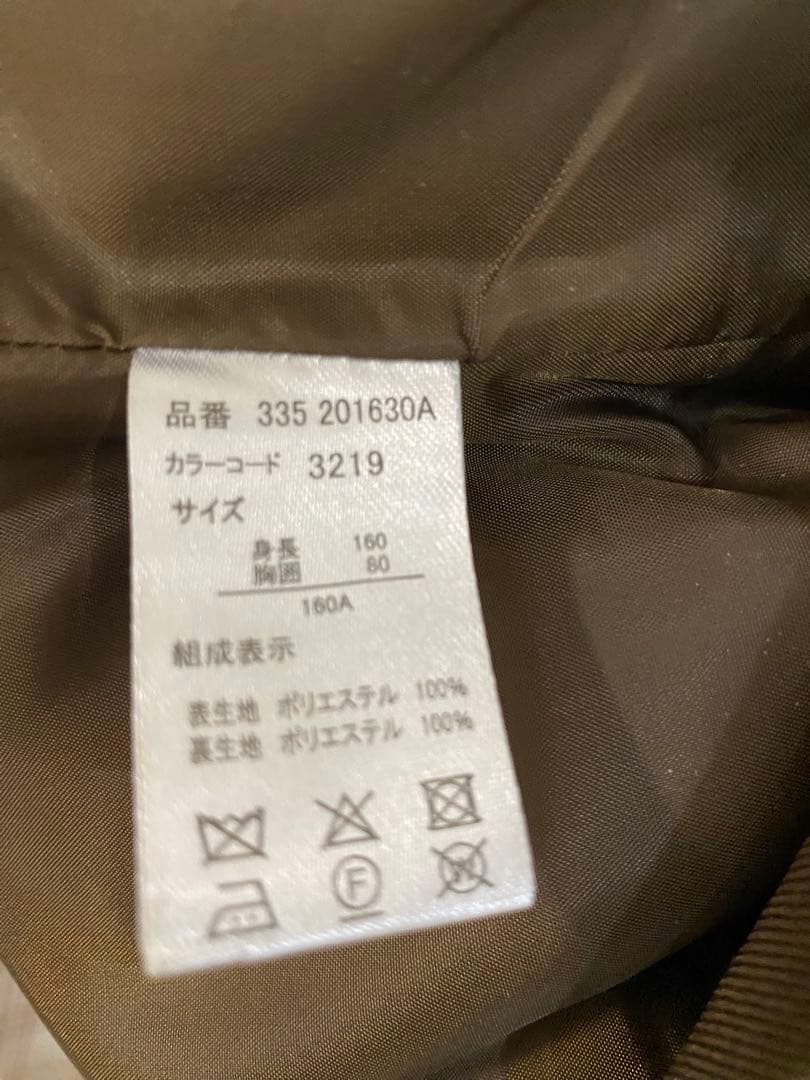 品番 335 201630A
カラーコード 3219
サイズ
身長 160
胸囲 80
160A
組成表示
表生地 ポリエステル 100%
裏生地 ポリエステル 100%
F
W